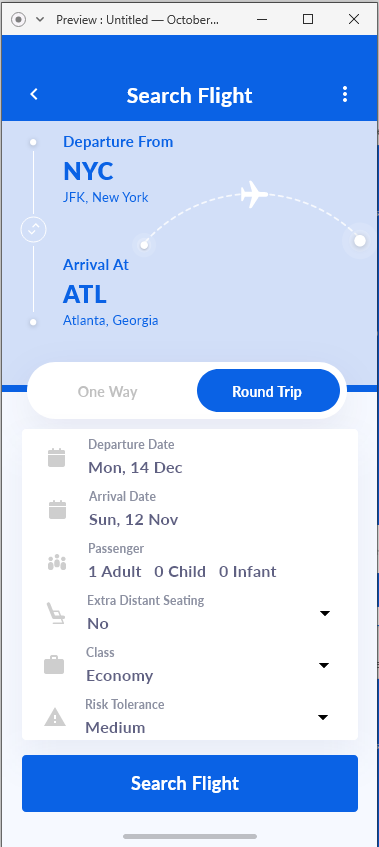 Preview : Untitled — October...
Search Flight
Departure From
NYC
JFK, New York
Arrival At
ATL
Atlanta, Georgia
One Way Round Trip
Departure Date
Mon, 14 Dec
Arrival Date
Sun, 12 Nov
Passenger
1 Adult 0 Child 0 Infant
Extra Distant Seating
No
Class
Economy
Risk Tolerance
Medium
Search Flight